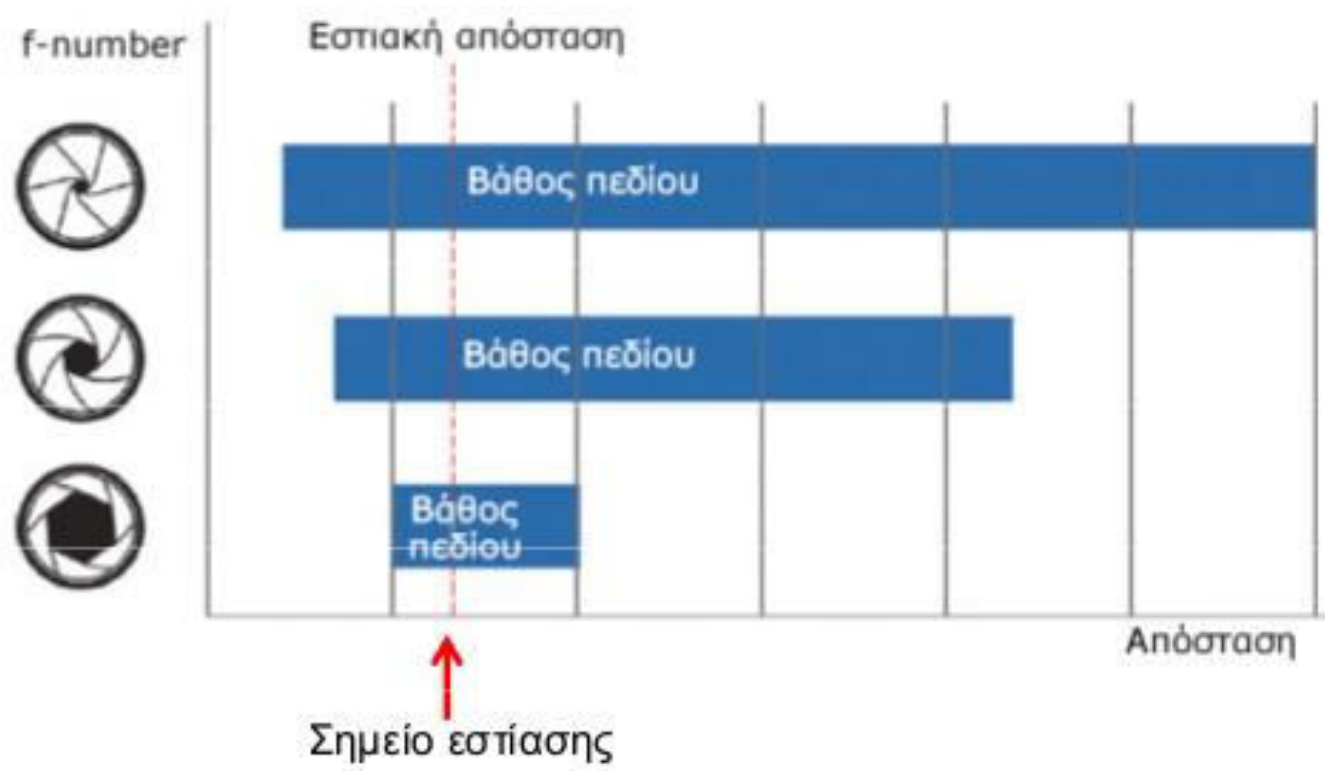 f-number
Εστιακή απόσταση
Βάθος πεδίου
Βάθος πεδίου
Βάθος
πεδίου
Απόσταση
Σημείο εστίασης